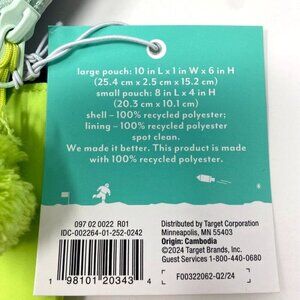 large pouch: 10 in L x 1 in W x 6 in H
(25.4 cm x 2.5 cm x 15.2 cm)
small pouch: 8 in L x 4 in H
(20.3 cm x 10.1 cm)
shell – 100% recycled polyester;
lining – 100% recycled polyester
spot clean.
We made it better. This product is made
with 100% recycled polyester.
097 02 0022 R01
IDC-002264-01-252-0242
1 98101 20343 4
Distributed by Target Corporation
Minneapolis, MN 55403
Origin: Cambodia
©2024 Target Brands, Inc.
Guest Services 1-800-440-0680
F00322062-Q2/24